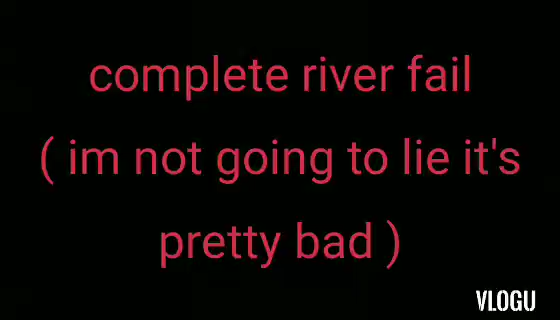 complete river fail
( im not going to lie it's
pretty bad )
VLOGU